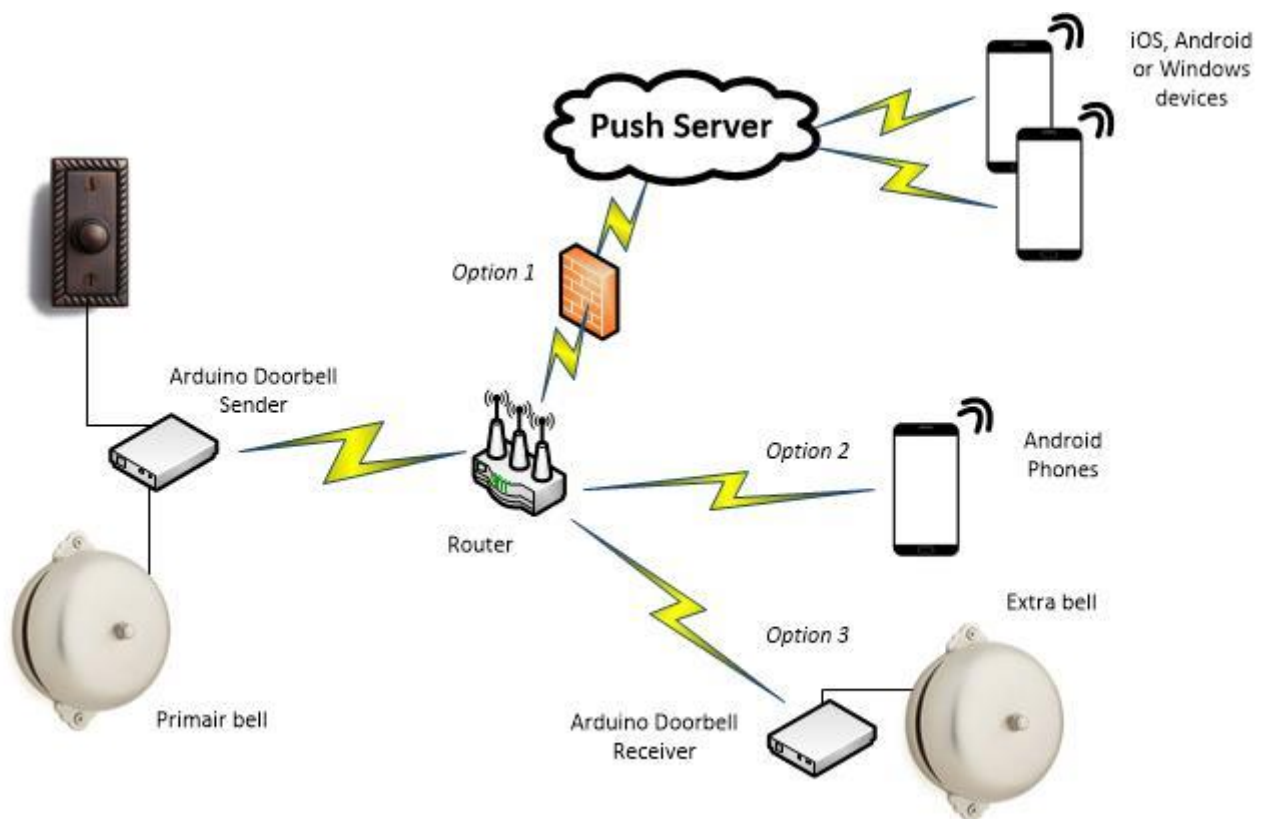 iOS, Android
or Windows
devices
Push Server
Option 1
Arduino Doorbell
Sender
Option 2
Android
Phones
Router
Extra bell
Option 3
Primair bell
Arduino Doorbell
Receiver